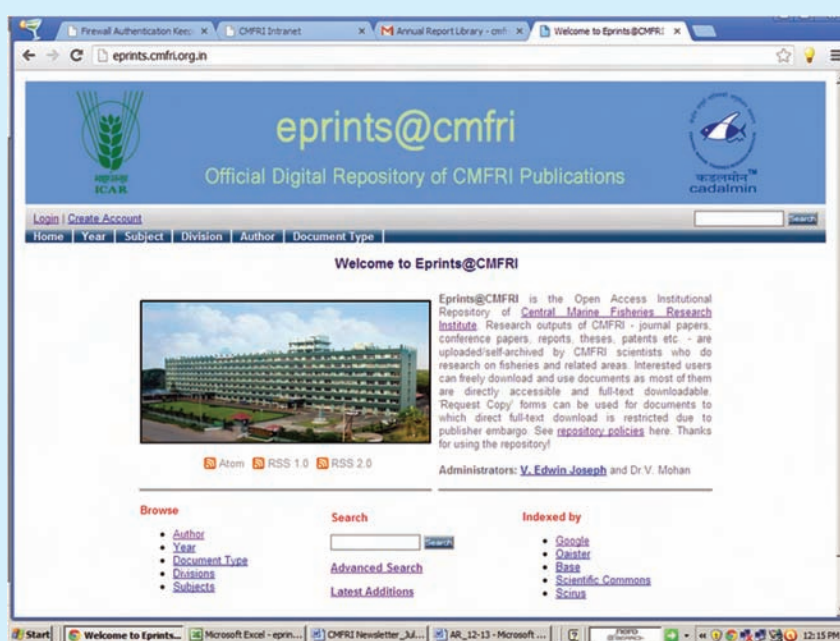 Firewall Authentication Keep
CMFRI Intranet
Annual Report Library - cmfr
Welcome to Eprints@CMFRI
eprints.cmfri.org.in
eprints@cmfri
Official Digital Repository of CMFRI Publications
ICAR
कडलमीन TM
cadalmin
Login | Create Account
Search
Home | Year | Subject | Division | Author | Document Type |
Welcome to Eprints@CMFRI
Eprints@CMFRI is the Open Access Institutional
Repository of Central Marine Fisheries Research
Institute. Research outputs of CMFRI - journal papers,
conference papers, reports, theses, patents etc. - are
uploaded/self-archived by CMFRI scientists who do
research on fisheries and related areas. Interested users
can freely download and use documents as most of them
are directly accessible and full-text downloadable.
'Request Copy' forms can be used for documents to
which direct full-text download is restricted due to
publisher embargo. See repository policies here. Thanks
for using the repository!
Atom RSS 1.0 RSS 2.0
Administrators: V. Edwin Joseph and Dr.V. Mohan
Browse
Author
Year
Document Type
Divisions
Subjects
Search
Search
Advanced Search
Latest Additions
Indexed by
Google
Oaister
Base
Scientific Commons
Scirus
Start
Welcome to Eprints...
Microsoft Excel - eprin...
CMFRI Newsletter_Jul...
AR_12-13 - Microsoft ...
12:15 PM